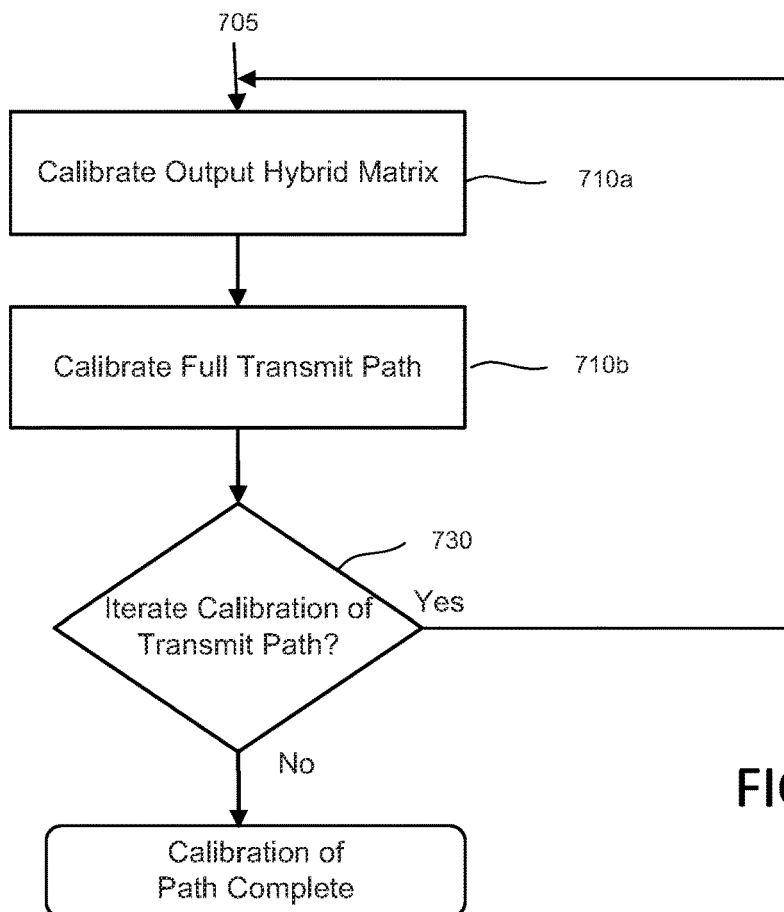 705
Calibrate Output Hybrid Matrix
710a
Calibrate Full Transmit Path
710b
730
Iterate Calibration of
Transmit Path?
Yes
No
FIG
Calibration of
Path Complete